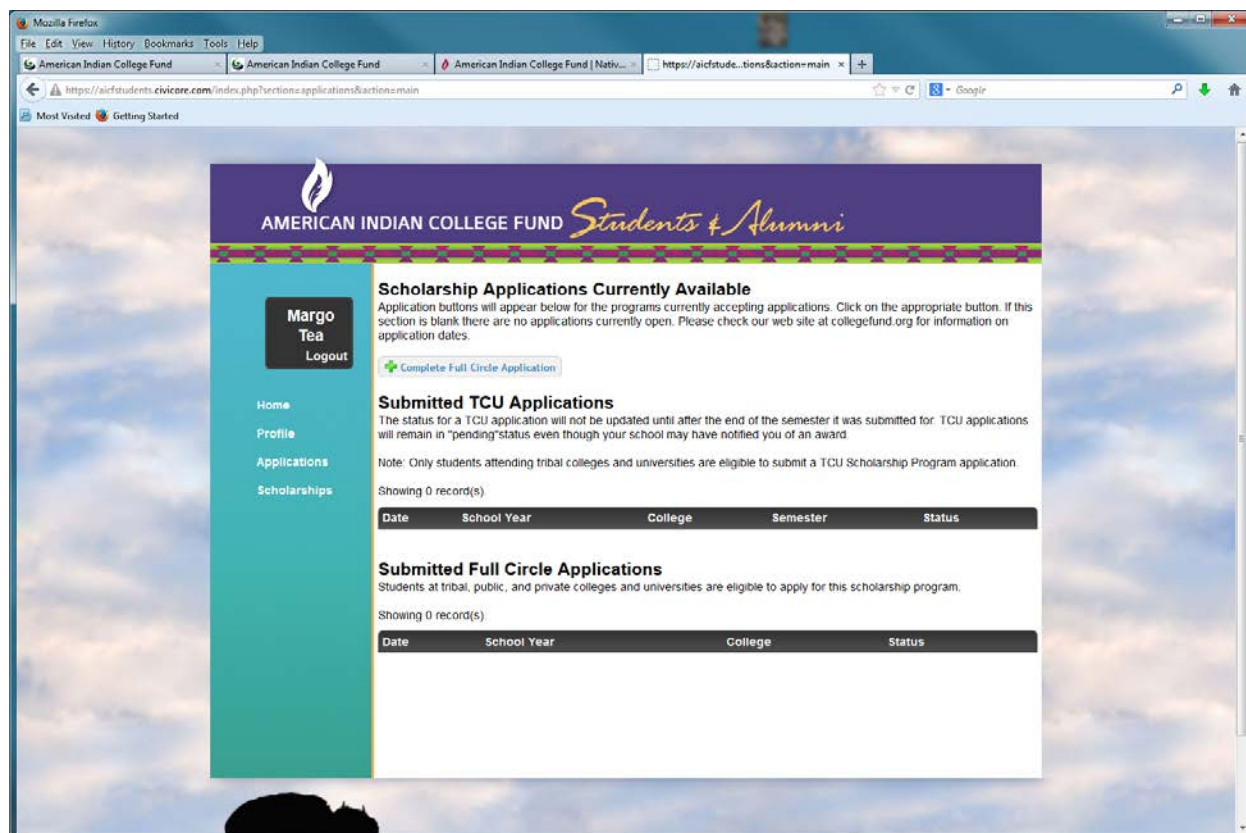 Mozilla Firefox
File Edit View History Bookmarks Tools Help
American Indian College Fund × American Indian College Fund × American Indian College Fund | Nativ... × https://aicfstude...tions&action=main × +
https://aicfstudents.civicore.com/index.php?section=applications&action=main Google
Most Visited Getting Started
AMERICAN INDIAN COLLEGE FUND Students & Alumni
Margo
Tea
Logout
Home
Profile
Applications
Scholarships
Scholarship Applications Currently Available
Application buttons will appear below for the programs currently accepting applications. Click on the appropriate button. If this
section is blank there are no applications currently open. Please check our web site at collegefund.org for information on
application dates.
Complete Full Circle Application
Submitted TCU Applications
The status for a TCU application will not be updated until after the end of the semester it was submitted for. TCU applications
will remain in "pending"status even though your school may have notified you of an award.
Note: Only students attending tribal colleges and universities are eligible to submit a TCU Scholarship Program application.
Showing 0 record(s).
Date School Year College Semester Status
Submitted Full Circle Applications
Students at tribal, public, and private colleges and universities are eligible to apply for this scholarship program.
Showing 0 record(s).
Date School Year College Status